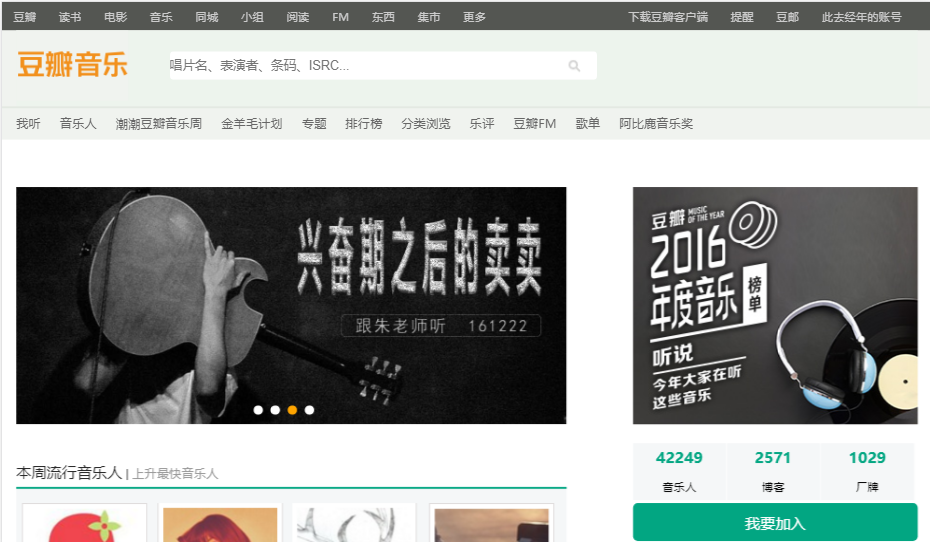 豆瓣 读书 电影 音乐 同城 小组 阅读 FM 东西 集市 更多 下载豆瓣客户端 提醒 豆邮 此去经年的账号
豆瓣音乐
唱片名、表演者、条码、ISRC...
我听 音乐人 潮潮豆瓣音乐周 金羊毛计划 专题 排行榜 分类浏览 乐评 豆瓣FM 歌单 阿比鹿音乐奖
兴奋期之后的卖卖
跟朱老师听 161222
豆瓣 MUSIC OF THE YEAR
2016
年度音乐 榜单
听说
今年大家在听
这些音乐
本周流行音乐人 | 上升最快音乐人
42249 2571 1029
音乐人 博客 厂牌
我要加入